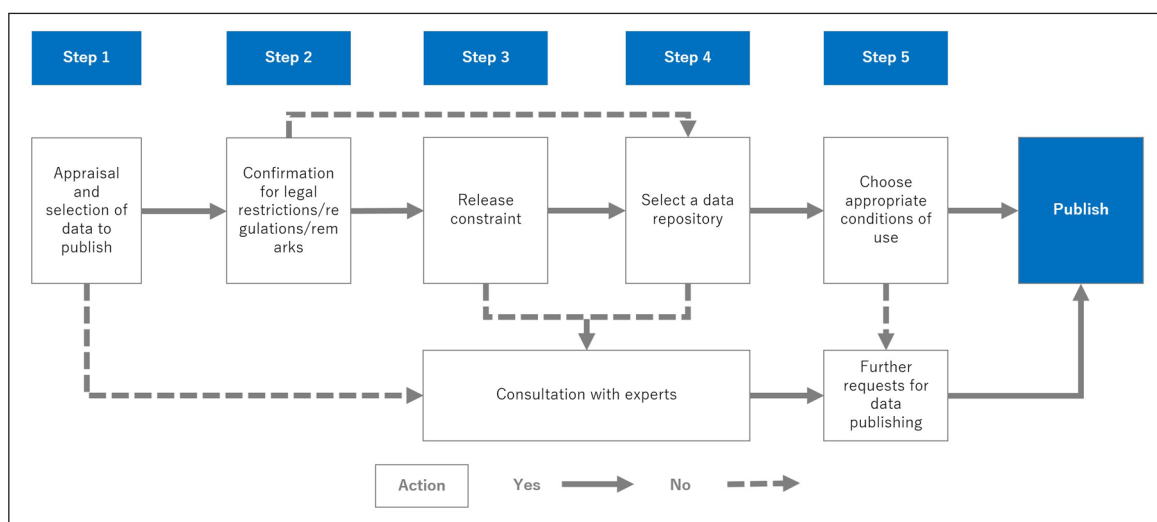 Step 1
Step 2
Step 3
Step 4
Step 5
Appraisal and
selection of
data to
publish
Confirmation
for legal
restrictions/re
gulations/rem
arks
Release
constraint
Select a data
repository
Choose
appropriate
conditions of
use
Publish
Consultation with experts
Further
requests for
data
publishing
Action
Yes
No